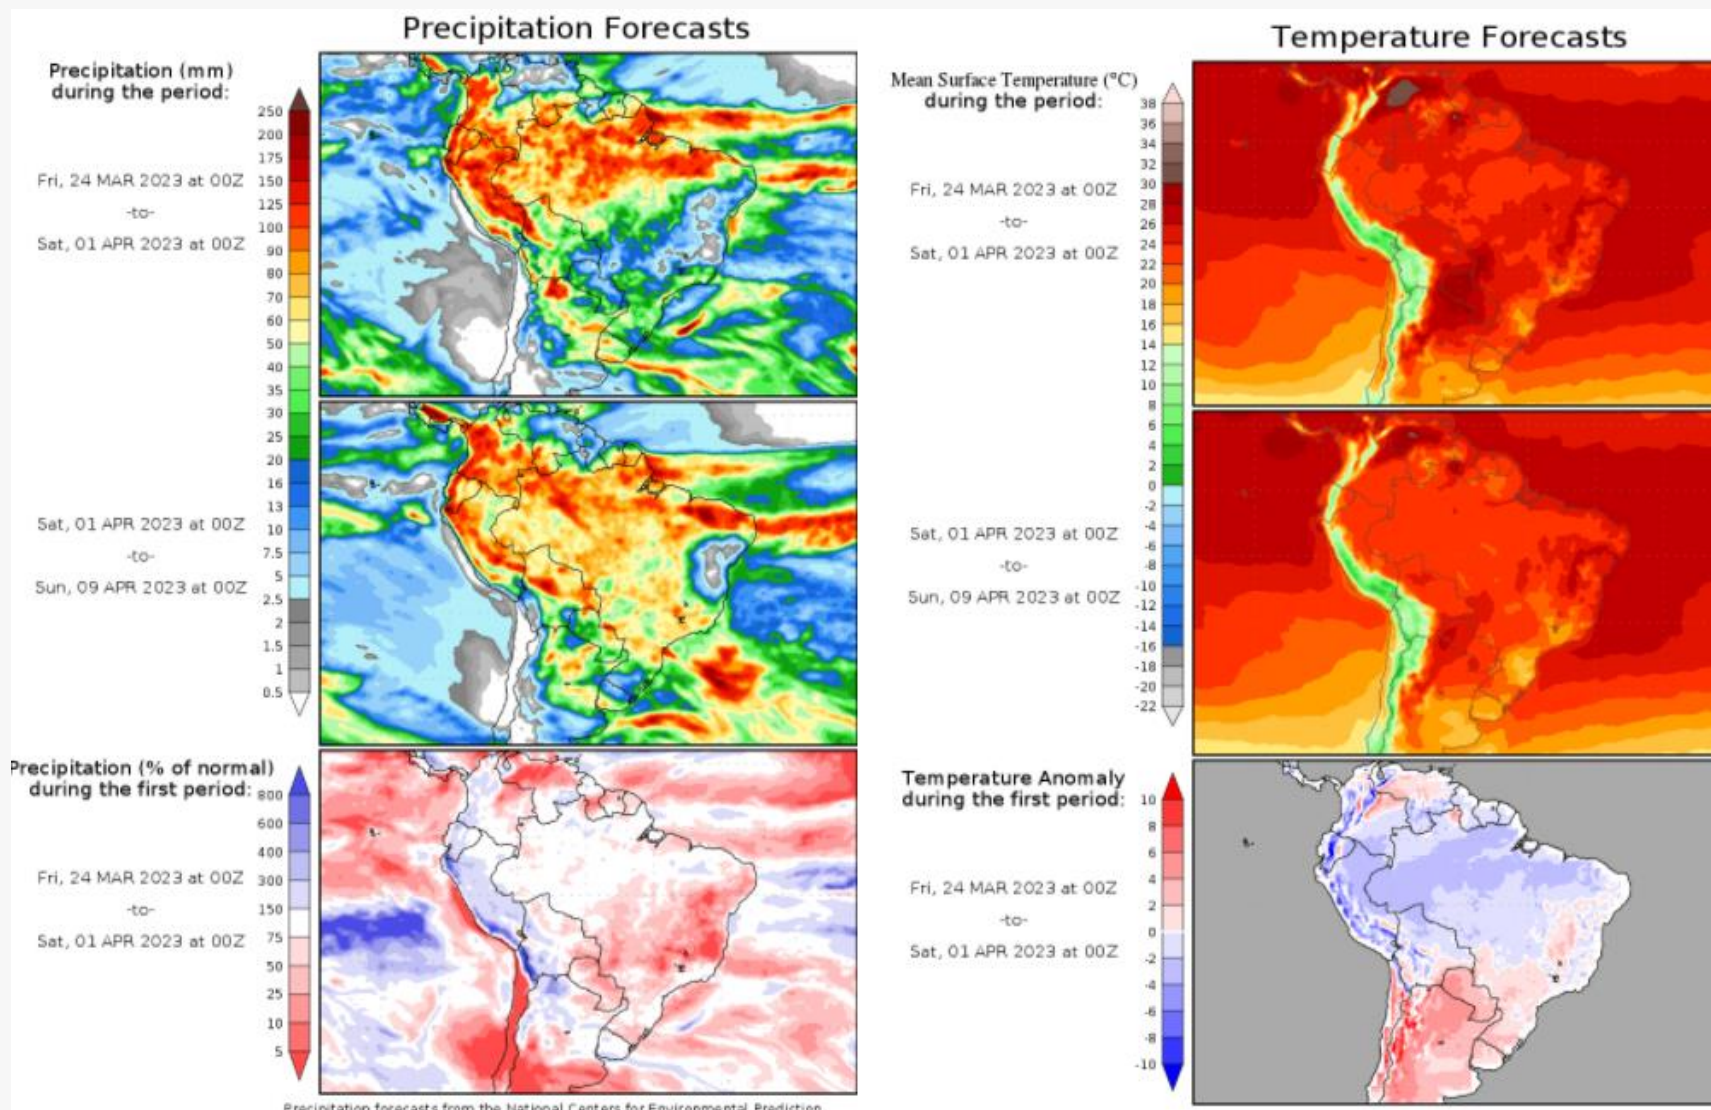 Precipitation Forecasts
Precipitation (mm)
during the period:
250
200
175
150
125
100
90
80
70
60
50
40
35
30
25
20
16
13
10
7.5
5
2.5
2
1.5
1
0.5
Fri, 24 MAR 2023 at 00Z
-to-
Sat, 01 APR 2023 at 00Z
Sat, 01 APR 2023 at 00Z
-to-
Sun, 09 APR 2023 at 00Z
Precipitation (% of normal)
during the first period:
800
600
400
300
150
75
50
25
10
5
Fri, 24 MAR 2023 at 00Z
-to-
Sat, 01 APR 2023 at 00Z
Precipitation forecasts from the National Centers for Environmental Prediction
Temperature Forecasts
Mean Surface Temperature (°C)
during the period:
38
36
34
32
30
28
26
24
22
20
18
16
14
12
10
8
6
4
2
0
-2
-4
-6
-8
-10
-12
-14
-16
-18
-20
-22
Fri, 24 MAR 2023 at 00Z
-to-
Sat, 01 APR 2023 at 00Z
Sat, 01 APR 2023 at 00Z
-to-
Sun, 09 APR 2023 at 00Z
Temperature Anomaly
during the first period:
10
8
6
4
2
0
-2
-4
-6
-8
-10
Fri, 24 MAR 2023 at 00Z
-to-
Sat, 01 APR 2023 at 00Z